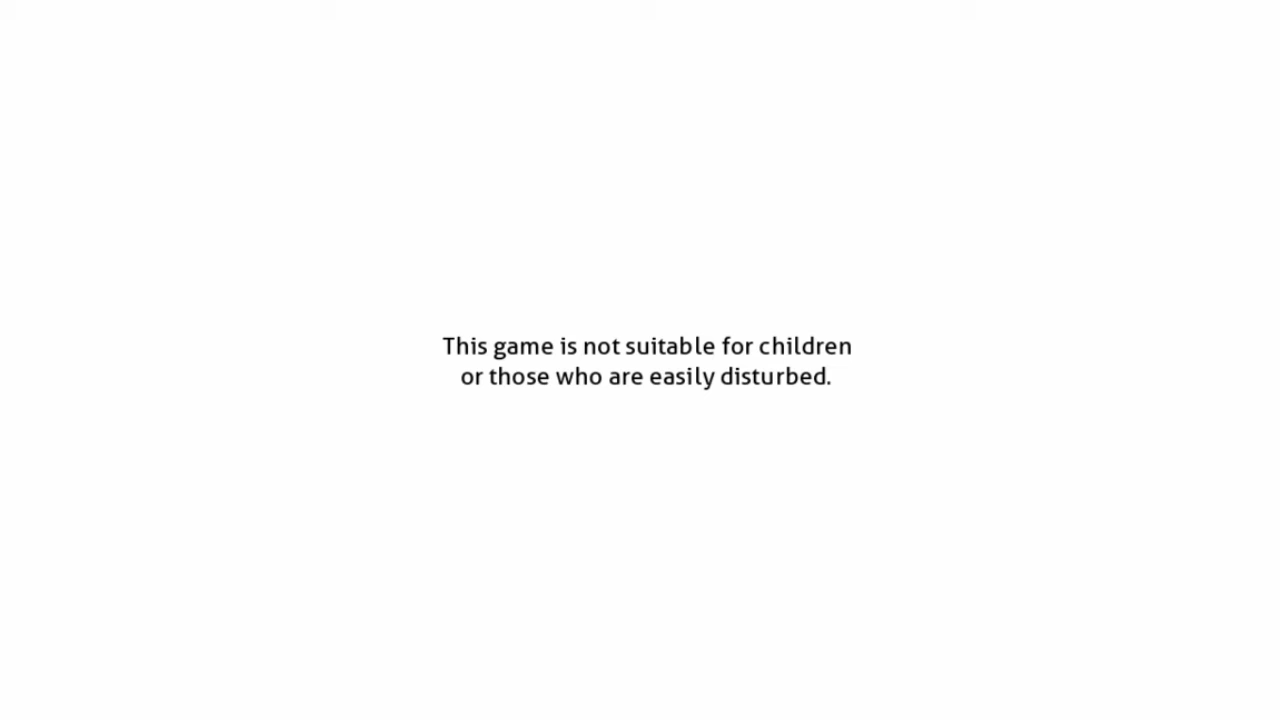 This game is not suitable for children
or those who are easily disturbed.